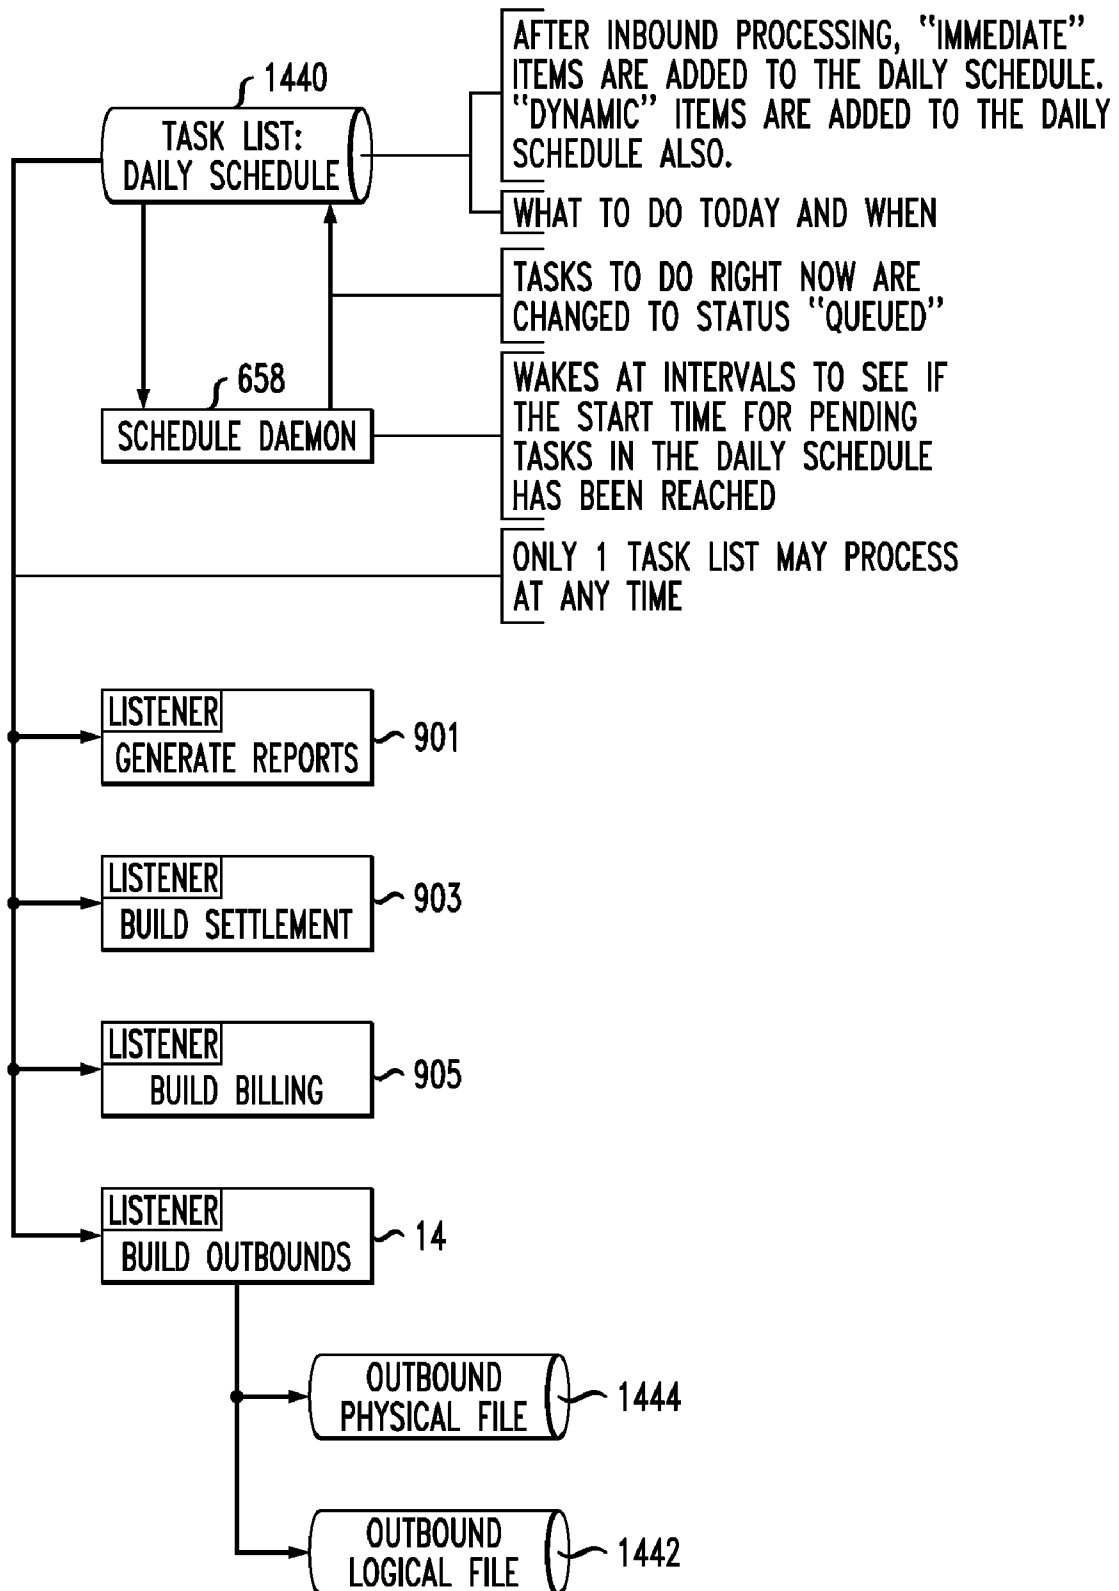 1440
TASK LIST:
DAILY SCHEDULE
AFTER INBOUND PROCESSING, "IMMEDIATE"
ITEMS ARE ADDED TO THE DAILY SCHEDULE.
"DYNAMIC" ITEMS ARE ADDED TO THE DAILY
SCHEDULE ALSO.
WHAT TO DO TODAY AND WHEN
TASKS TO DO RIGHT NOW ARE
CHANGED TO STATUS "QUEUED"
658
SCHEDULE DAEMON
WAKES AT INTERVALS TO SEE IF
THE START TIME FOR PENDING
TASKS IN THE DAILY SCHEDULE
HAS BEEN REACHED
ONLY 1 TASK LIST MAY PROCESS
AT ANY TIME
LISTENER
GENERATE REPORTS
901
LISTENER
BUILD SETTLEMENT
903
LISTENER
BUILD BILLING
905
LISTENER
BUILD OUTBOUNDS
14
OUTBOUND
PHYSICAL FILE
1444
OUTBOUND
LOGICAL FILE
1442